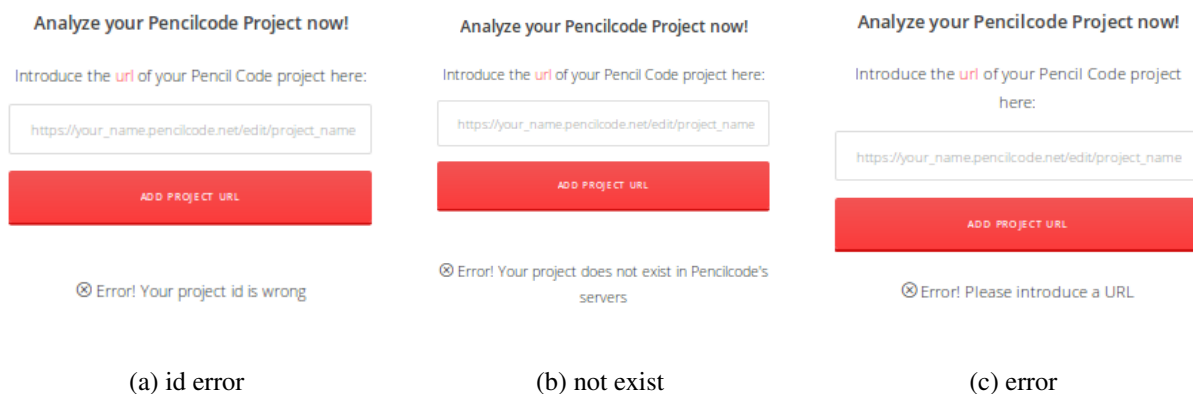 Analyze your Pencilcode Project now!
Introduce the url of your Pencil Code project here:
https://your_name.pencilcode.net/edit/project_name
ADD PROJECT URL
Error! Your project id is wrong
(a) id error
Analyze your Pencilcode Project now!
Introduce the url of your Pencil Code project here:
https://your_name.pencilcode.net/edit/project_name
ADD PROJECT URL
Error! Your project does not exist in Pencilcode's
servers
(b) not exist
Analyze your Pencilcode Project now!
Introduce the url of your Pencil Code project
here:
https://your_name.pencilcode.net/edit/project_name
ADD PROJECT URL
Error! Please introduce a URL
(c) error